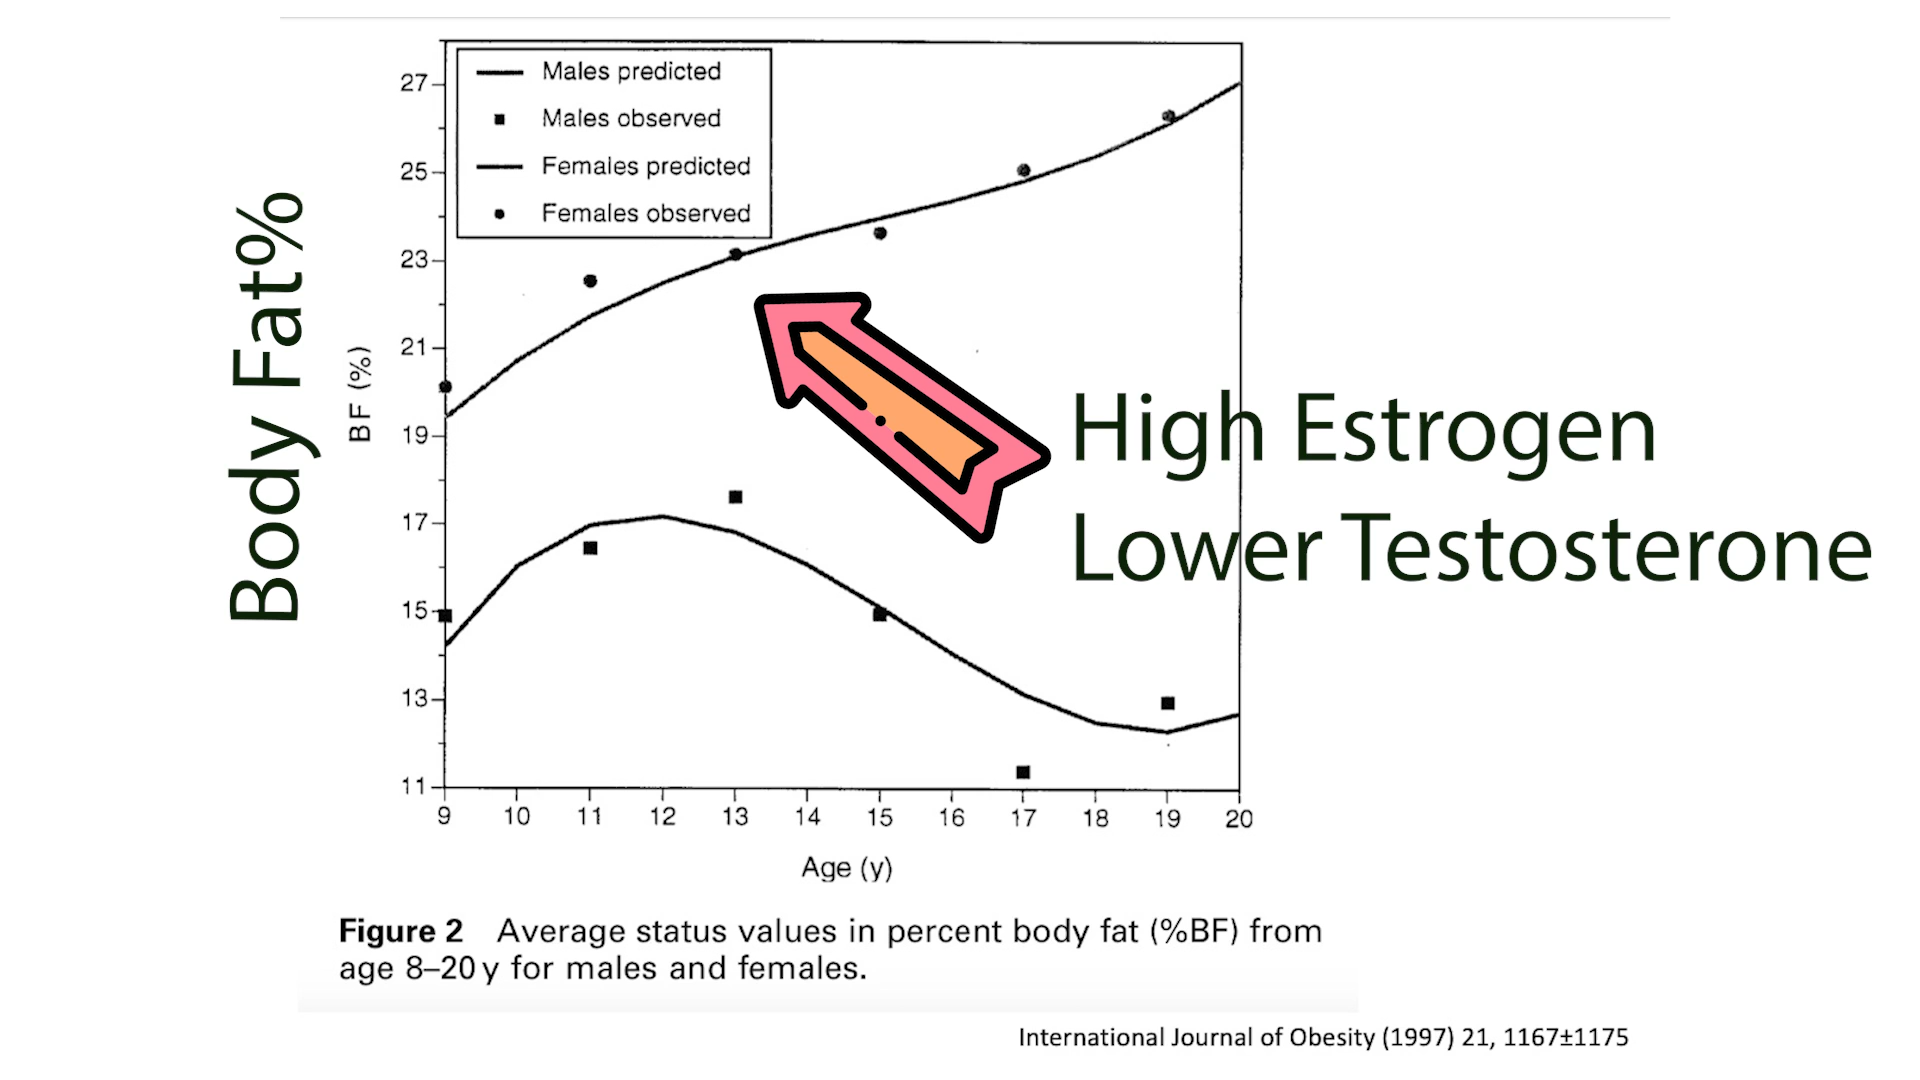 Males predicted
Males observed
Females predicted
Females observed
27
25
23
21
19
17
15
13
11
BF (%)
Body Fat%
9 10 11 12 13 14 15 16 17 18 19 20
Age (y)
High Estrogen
Lower Testosterone
Figure 2 Average status values in percent body fat (%BF) from
age 8–20 y for males and females.
International Journal of Obesity (1997) 21, 1167±1175